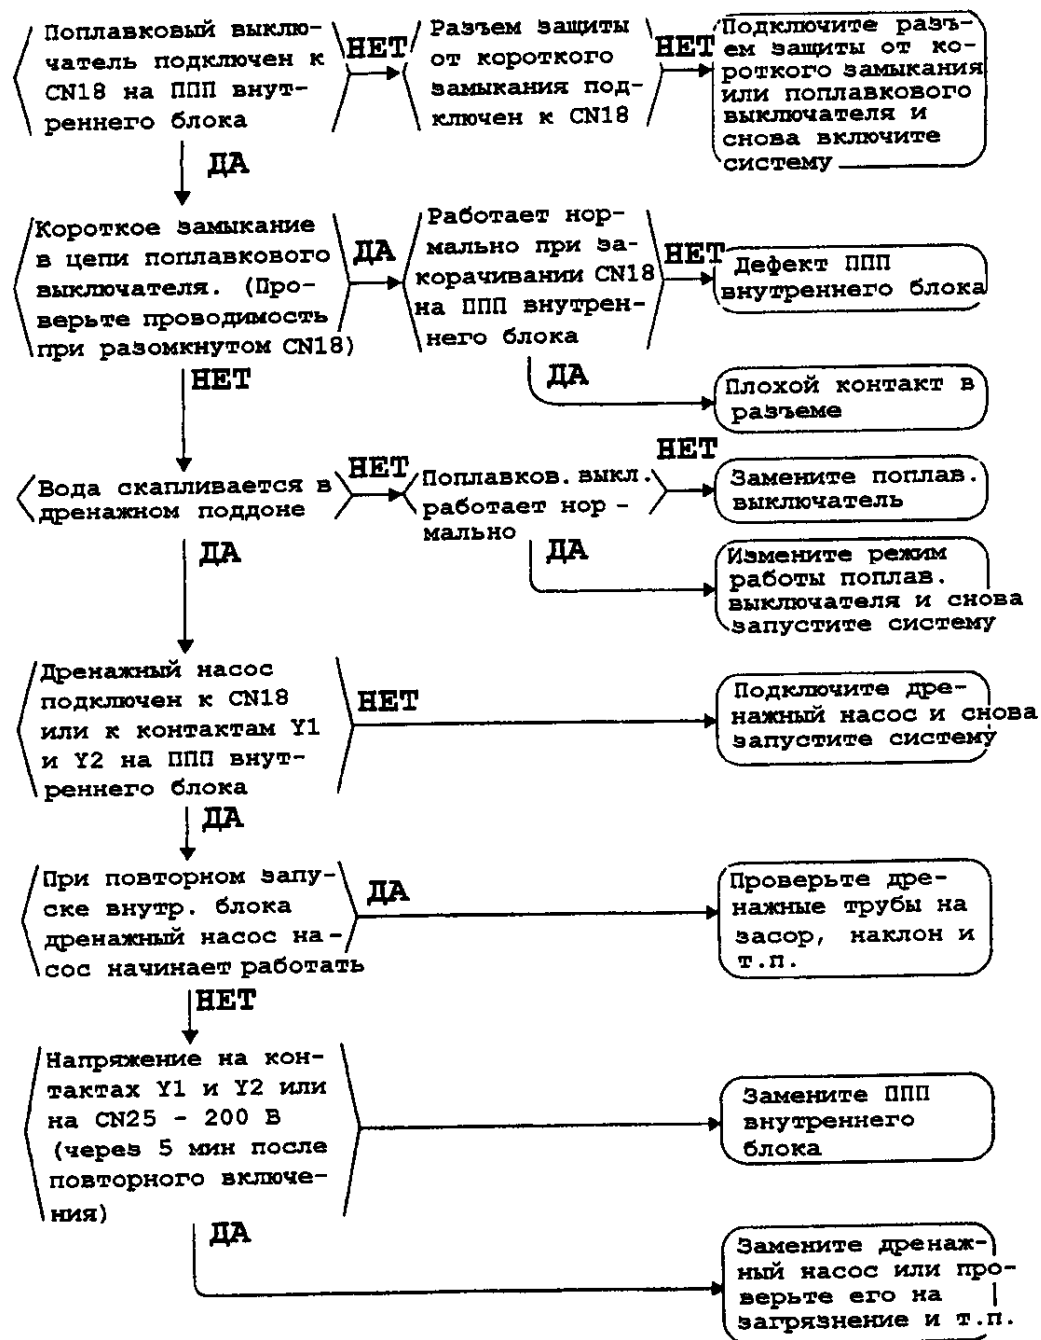 Поплавковый выклю-
чатель подключен к
CN18 на ППП внут-
реннего блока
НЕТ
Разъем защиты
от короткого
замыкания под-
ключен к CN18
НЕТ
Подключите разъ-
ем защиты от ко-
роткого замыкания
или поплавкового
выключателя и
снова включите
систему
ДА
Короткое замыкание
в цепи поплавкового
выключателя. (Про-
верьте проводимость
при разомкнутом CN18)
ДА
Работает нор-
мально при за-
корачивании CN18
на ППП внутрен-
него блока
НЕТ
Дефект ППП
внутреннего блока
НЕТ
ДА
Плохой контакт в
разъеме
Вода скапливается в
дренажном поддоне
НЕТ
Поплавков. выкл.
работает нор-
мально
НЕТ
Замените поплав.
выключатель
ДА
ДА
Измените режим
работы поплав.
выключателя и снова
запустите систему
Дренажный насос
подключен к CN18
или к контактам Y1
и Y2 на ППП внут-
реннего блока
НЕТ
Подключите дре-
нажный насос и снова
запустите систему
ДА
При повторном запу-
ске внутр. блока
дренажный насос на-
сос начинает работать
ДА
Проверьте дре-
нажные трубы на
засор, наклон и
т.п.
НЕТ
Напряжение на кон-
тактах Y1 и Y2 или
на CN25 - 200 В
(через 5 мин после
повторного включе-
ния)
Замените ППП
внутреннего
блока
ДА
Замените дренаж-
ный насос или про-
верьте его на
загрязнение и т.п.